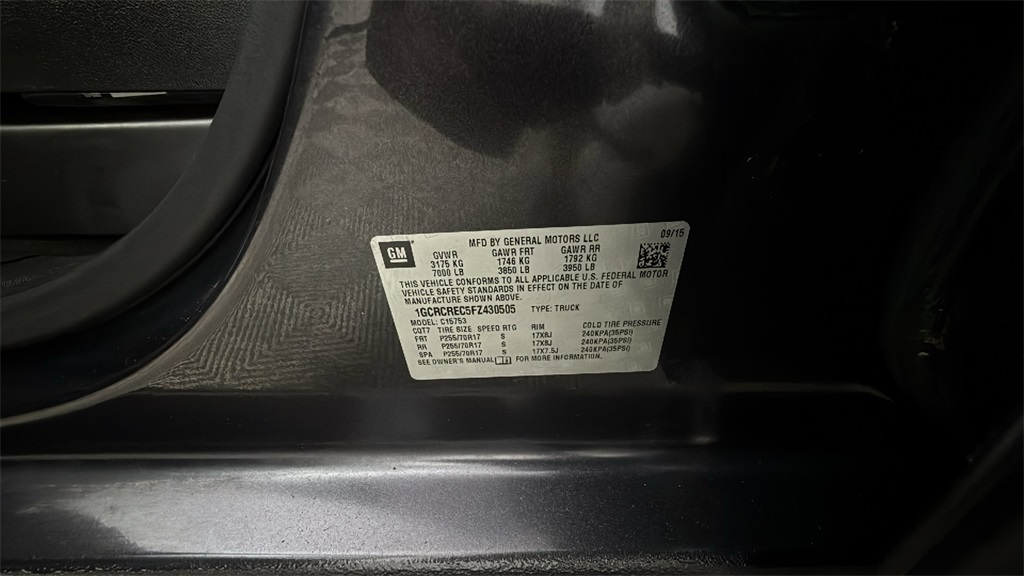 GM
MFD BY GENERAL MOTORS LLC
09/15
GVWR GAWR FRT GAWR RR
3175 KG 1746 KG 1792 KG
7000 LB 3850 LB 3950 LB
THIS VEHICLE CONFORMS TO ALL APPLICABLE U.S. FEDERAL MOTOR
VEHICLE SAFETY STANDARDS IN EFFECT ON THE DATE OF
MANUFACTURE SHOWN ABOVE.
1GCRCREC5FZ430505 TYPE: TRUCK
MODEL: C15753
CQT7 TIRE SIZE SPEED RTG RIM COLD TIRE PRESSURE
FRT P255/70R17 S 17X8J 240KPA(35PSI)
RR P255/70R17 S 17X8J 240KPA(35PSI)
SPA P255/70R17 S 17X7.5J 240KPA(35PSI)
SEE OWNER'S MANUAL FOR MORE INFORMATION.